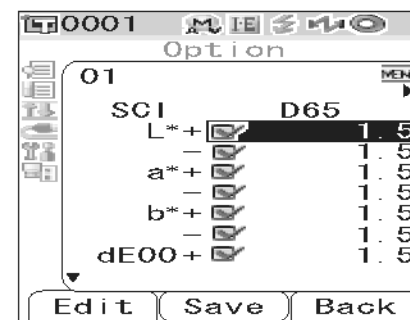 0001 M I·E
Option
01 MEN
SCI D65
L* + 1.5
– 1.5
a* + 1.5
– 1.5
b* + 1.5
– 1.5
dE00 + 1.5
Edit Save Back